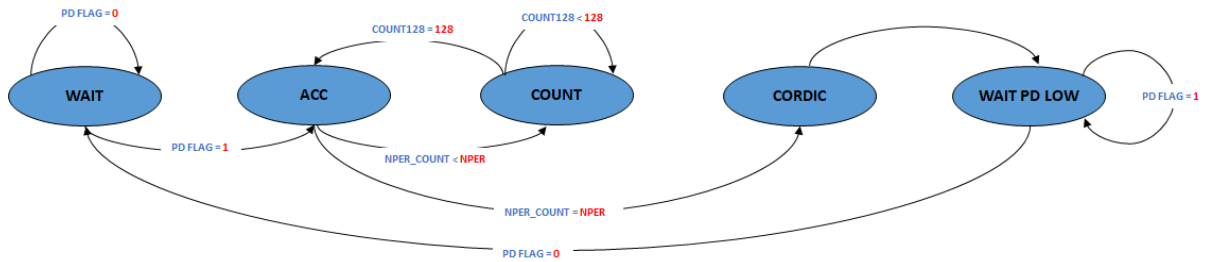 PD FLAG = 0
COUNT128 = 128
COUNT128 < 128
WAIT
ACC
COUNT
CORDIC
WAIT PD LOW
PD FLAG = 1
PD FLAG = 1
NPER_COUNT < NPER
NPER_COUNT = NPER
PD FLAG = 0